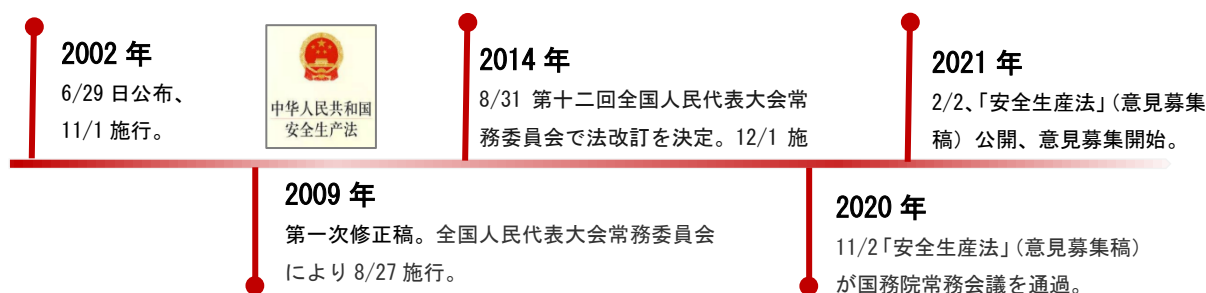 2002 年
6/29 日公布、
11/1 施行。
中华人民共和国
安全生产法
2009 年
第一次修正稿。全国人民代表大会常務委員会
により 8/27 施行。
2014 年
8/31 第十二回全国人民代表大会常
務委員会で法改訂を決定。12/1 施
2020 年
11/2「安全生産法」（意見募集稿）
が国務院常務会議を通過。
2021 年
2/2、「安全生産法」（意見募集
稿）公開、意見募集開始。